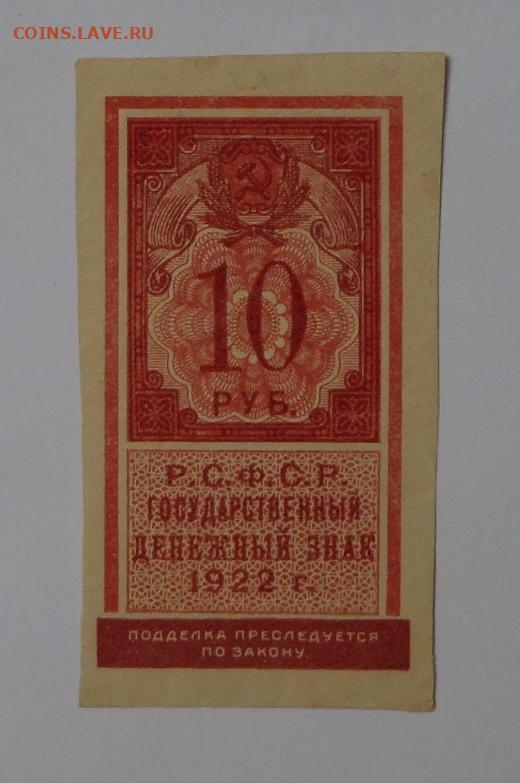 COINS.LAVE.RU
10
РУБ.
Р.С.Ф.С.Р.
ГОСУДАРСТВЕННЫЙ
ДЕНЕЖНЫЙ ЗНАК
1922 г.
ПОДДЕЛКА ПРЕСЛЕДУЕТСЯ
ПО ЗАКОНУ.